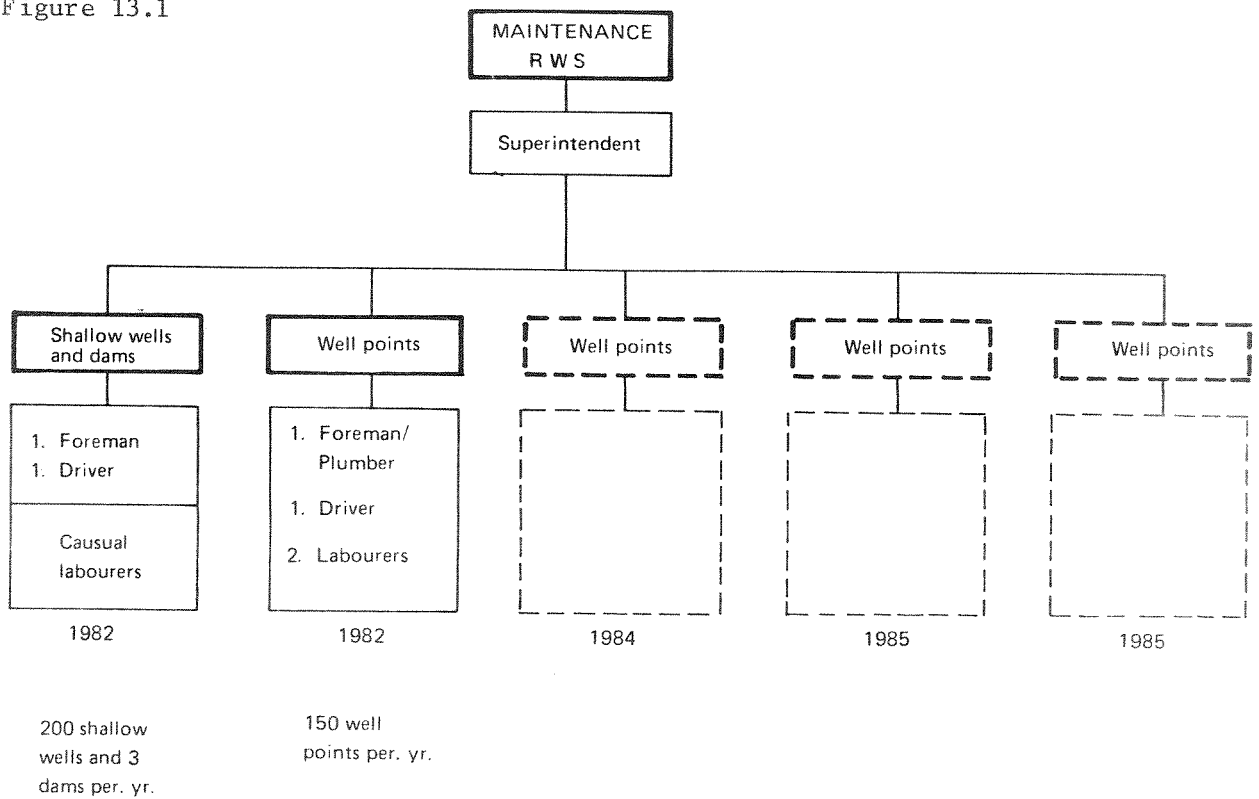 Figure 13.1
MAINTENANCE
R W S
Superintendent
Shallow wells
and dams
Well points
Well points
Well points
Well points
1. Foreman
1. Driver
Causual
labourers
1. Foreman/
Plumber
1. Driver
2. Labourers
1982
1982
1984
1985
1985
200 shallow
wells and 3
dams per. yr.
150 well
points per. yr.